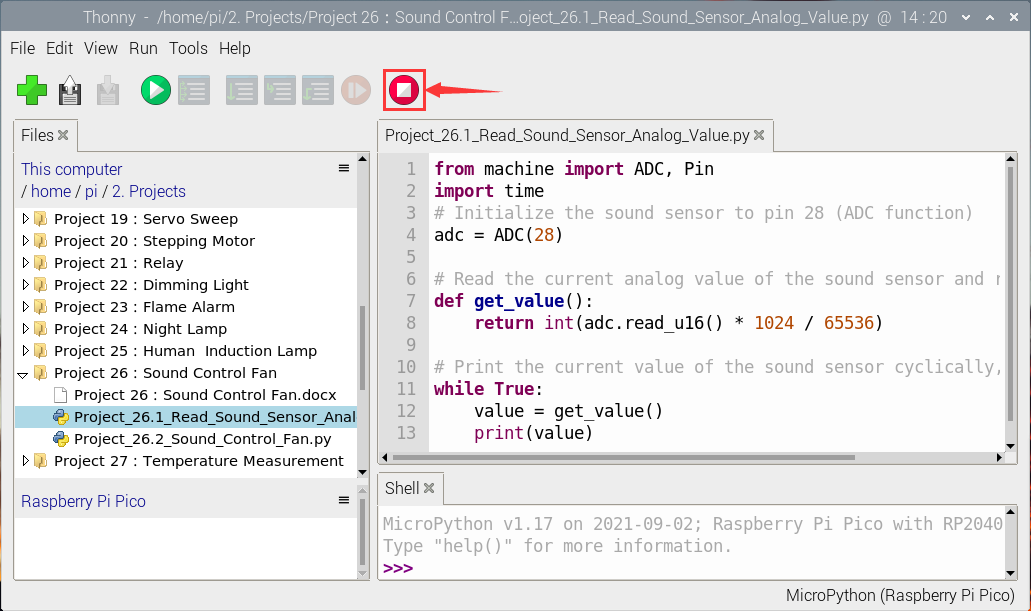 Thonny - /home/pi/2. Projects/Project 26 : Sound Control F...oject_26.1_Read_Sound_Sensor_Analog_Value.py @ 14 : 20
File Edit View Run Tools Help
Files
This computer
/ home / pi / 2. Projects
Project 19 : Servo Sweep
Project 20 : Stepping Motor
Project 21 : Relay
Project 22 : Dimming Light
Project 23 : Flame Alarm
Project 24 : Night Lamp
Project 25 : Human Induction Lamp
Project 26 : Sound Control Fan
Project 26 : Sound Control Fan.docx
Project_26.1_Read_Sound_Sensor_Anal
Project_26.2_Sound_Control_Fan.py
Project 27 : Temperature Measurement
Raspberry Pi Pico
Project_26.1_Read_Sound_Sensor_Analog_Value.py
1 from machine import ADC, Pin
2 import time
3 # Initialize the sound sensor to pin 28 (ADC function)
4 adc = ADC(28)
5
6 # Read the current analog value of the sound sensor and r
7 def get_value():
8 return int(adc.read_u16() * 1024 / 65536)
9
10 # Print the current value of the sound sensor cyclically,
11 while True:
12 value = get_value()
13 print(value)
Shell
MicroPython v1.17 on 2021-09-02; Raspberry Pi Pico with RP2040
Type "help()" for more information.
>>>
MicroPython (Raspberry Pi Pico)